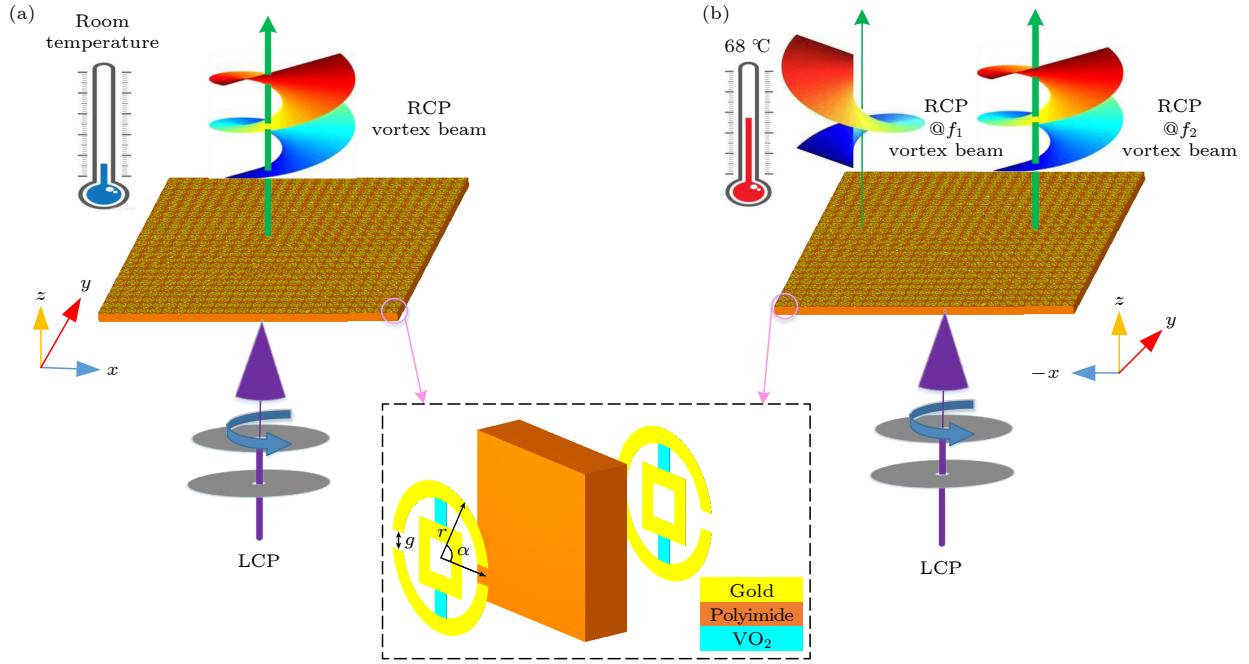 (a)
Room
temperature
RCP
vortex beam
z
y
x
LCP
(b)
68 ℃
RCP
@f₁
vortex beam
RCP
@f₂
vortex beam
z
y
−x
LCP
g
r
α
Gold
Polyimide
VO₂